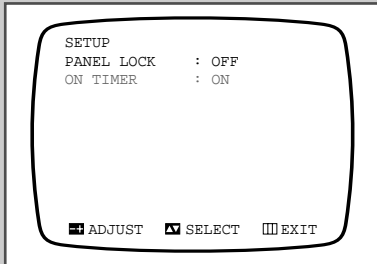 SETUP
PANEL LOCK : OFF
ON TIMER : ON
ADJUST SELECT EXIT